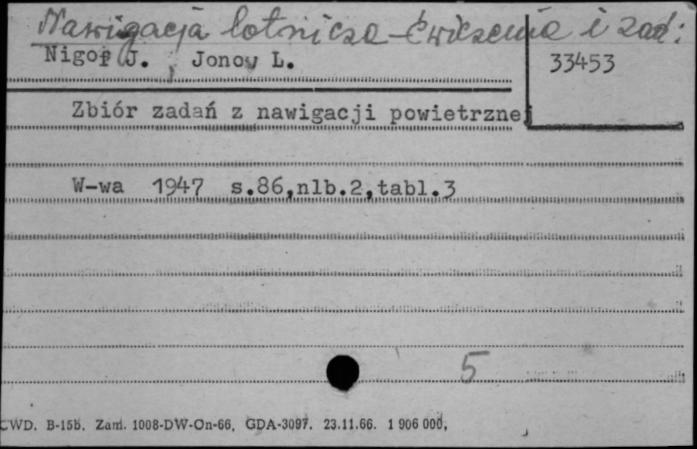 Nawigacja lotnicza - ćwiczenia i zad:
Nigof J., Jonov L.
33453
Zbiór zadań z nawigacji powietrznej
W-wa 1947 s.86,nlb.2,tabl.3
5
CWD. B-15b. Zam. 1008-DW-On-66, GDA-3097. 23.11.66. 1 906 000,